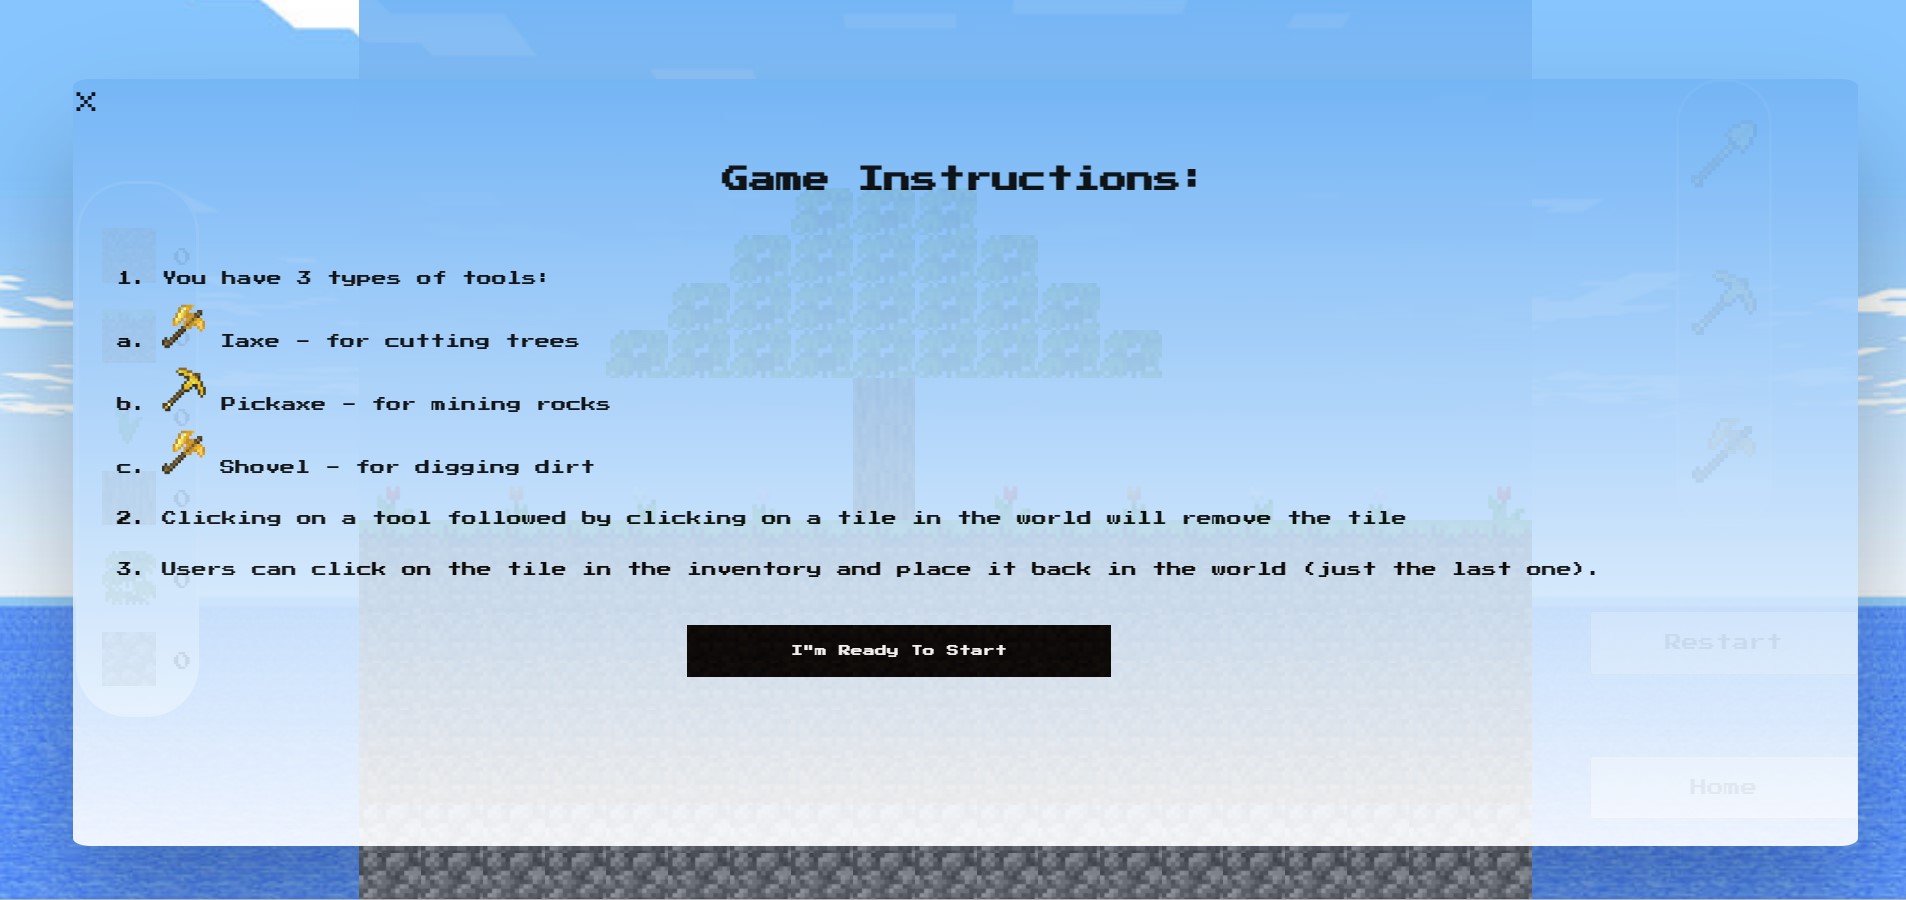 X
Game Instructions:
1. You have 3 types of tools:
a. Iaxe - for cutting trees
b. Pickaxe - for mining rocks
c. Shovel - for digging dirt
2. Clicking on a tool followed by clicking on a tile in the world will remove the tile
3. Users can click on the tile in the inventory and place it back in the world (just the last one).
I"m Ready To Start
0
0
0
0
0
Restart
Home